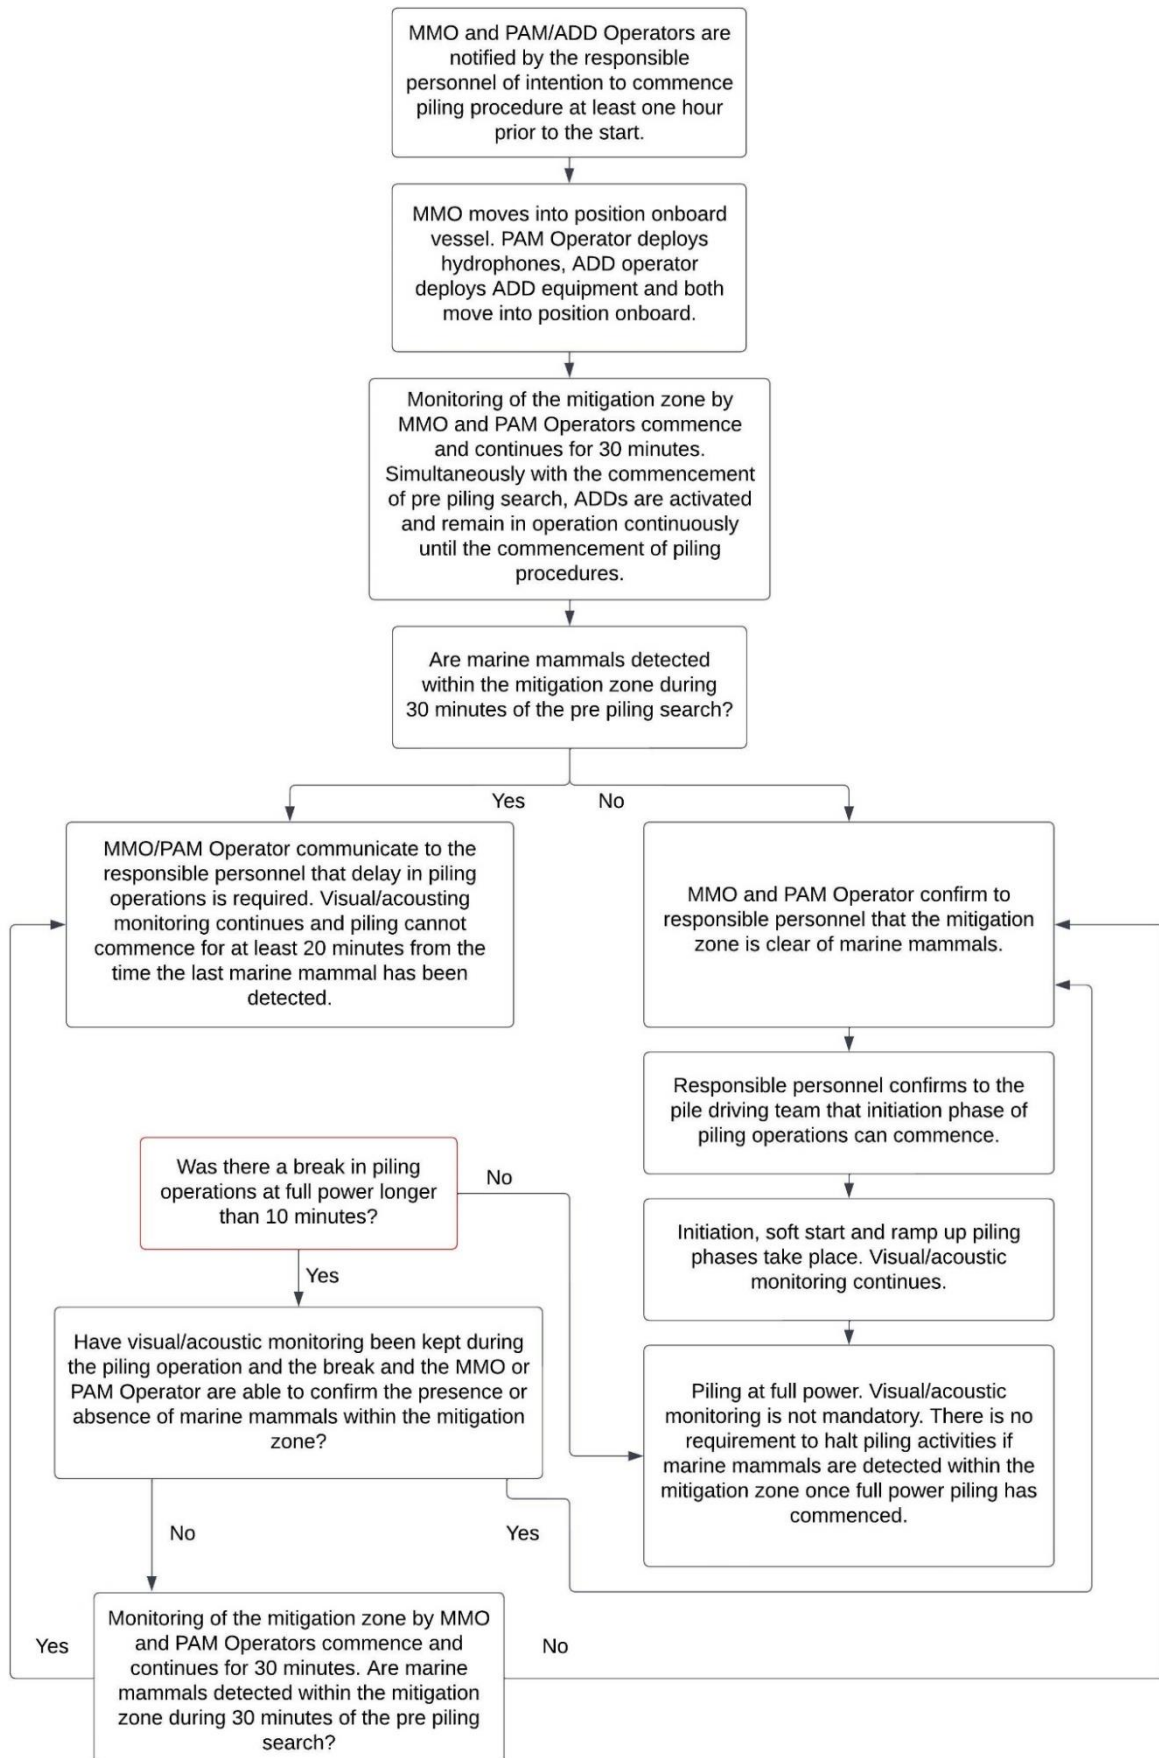 MMO and PAM/ADD Operators are
notified by the responsible
personnel of intention to commence
piling procedure at least one hour
prior to the start.
MMO moves into position onboard
vessel. PAM Operator deploys
hydrophones, ADD operator
deploys ADD equipment and both
move into position onboard.
Monitoring of the mitigation zone by
MMO and PAM Operators commence
and continues for 30 minutes.
Simultaneously with the commencement
of pre piling search, ADDs are activated
and remain in operation continuously
until the commencement of piling
procedures.
Are marine mammals detected
within the mitigation zone during
30 minutes of the pre piling search?
Yes
No
MMO/PAM Operator communicate to the
responsible personnel that delay in piling
operations is required. Visual/acousting
monitoring continues and piling cannot
commence for at least 20 minutes from the
time the last marine mammal has been
detected.
MMO and PAM Operator confirm to
responsible personnel that the mitigation
zone is clear of marine mammals.
Responsible personnel confirms to the
pile driving team that initiation phase of
piling operations can commence.
Initiation, soft start and ramp up piling
phases take place. Visual/acoustic
monitoring continues.
Piling at full power. Visual/acoustic
monitoring is not mandatory. There is no
requirement to halt piling activities if
marine mammals are detected within the
mitigation zone once full power piling has
commenced.
Was there a break in piling
operations at full power longer
than 10 minutes?
No
Yes
Have visual/acoustic monitoring been kept during
the piling operation and the break and the MMO or
PAM Operator are able to confirm the presence or
absence of marine mammals within the mitigation
zone?
No
Yes
Monitoring of the mitigation zone by MMO
and PAM Operators commence and
continues for 30 minutes. Are marine
mammals detected within the mitigation
zone during 30 minutes of the pre piling
search?
Yes
No